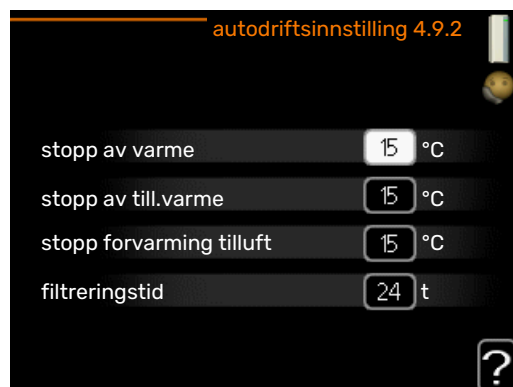 autodriftsinnstilling 4.9.2
stopp av varme 15 °C
stopp av till.varme 15 °C
stopp forvarming tilluft 15 °C
filtreringstid 24 t
?